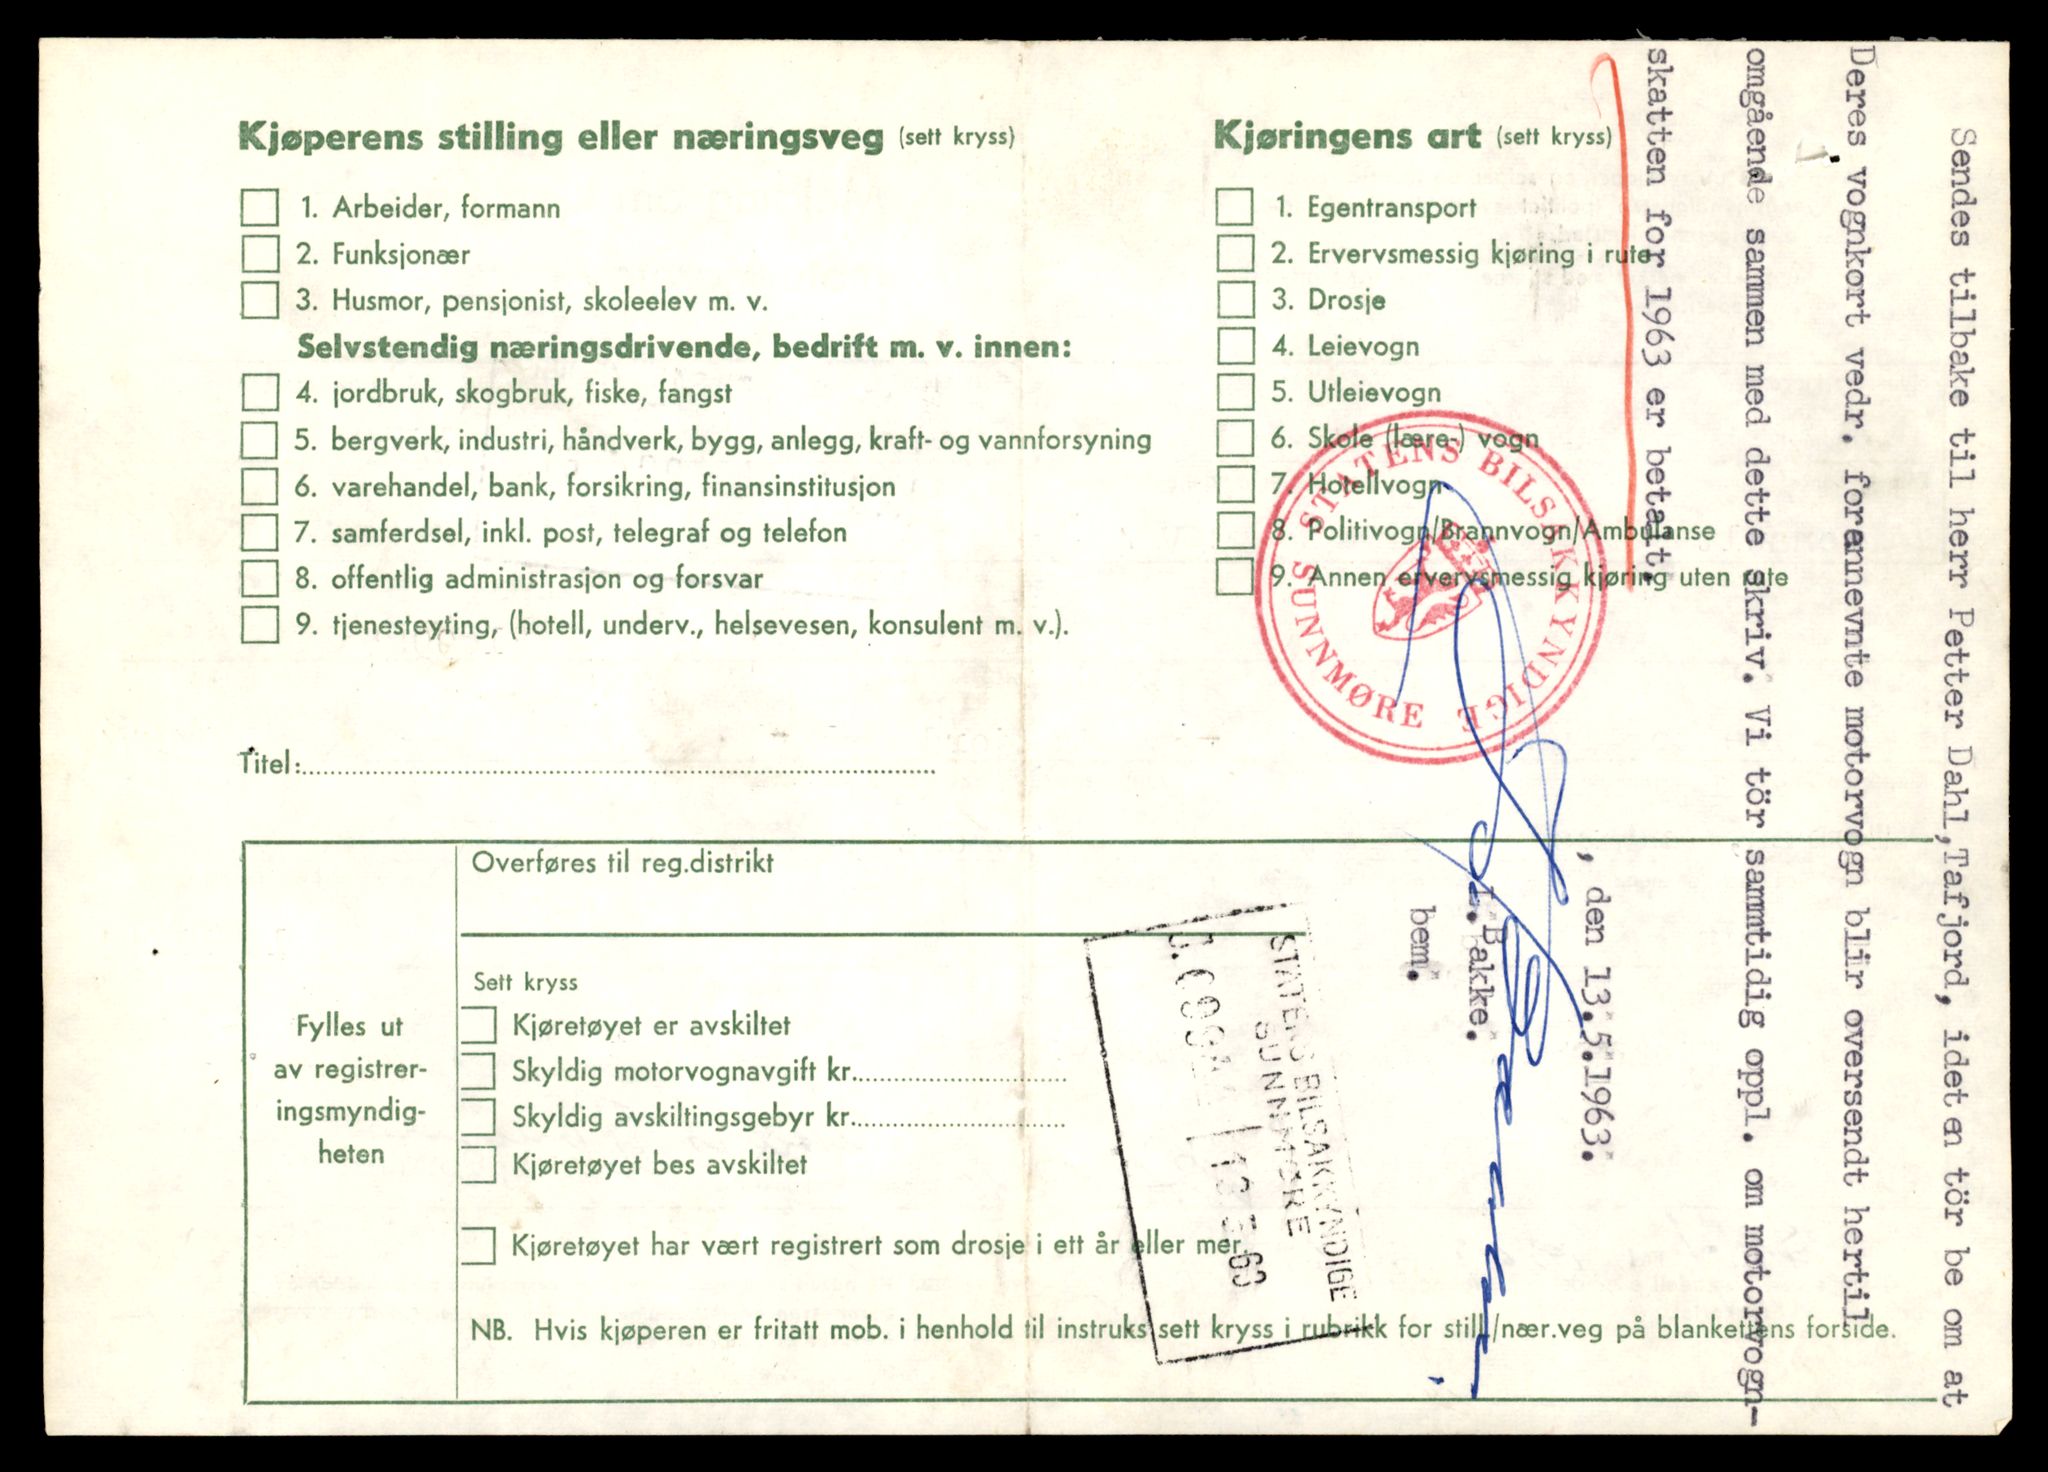 Kjøperens stilling eller næringsveg (sett kryss)
1. Arbeider, formann
2. Funksjonær
3. Husmor, pensjonist, skoleelev m. v.
Selvstendig næringsdrivende, bedrift m. v. innen:
4. jordbruk, skogbruk, fiske, fangst
5. bergverk, industri, håndverk, bygg, anlegg, kraft- og vannforsyning
6. varehandel, bank, forsikring, finansinstitusjon
7. samferdsel, inkl. post, telegraf og telefon
8. offentlig administrasjon og forsvar
9. tjenesteyting, (hotell, underv., helsevesen, konsulent m. v.).
Titel:
Kjøringens art (sett kryss)
1. Egentransport
2. Ervervsmessig kjøring i rute
3. Drosje
4. Leievogn
5. Utleievogn
6. Skole (lære-) vogn
7. Hotellvogn
8. Politivogn/Brannvogn/Ambulanse
9. Annen ervervsmessig kjøring uten rute
STATENS BILSAKKYNDIGE
SUNNMØRE
Fylles ut
av registrer-
ingsmyndig-
heten
Overføres til reg.distrikt
Sett kryss
Kjøretøyet er avskiltet
Skyldig motorvognavgift kr.
Skyldig avskiltingsgebyr kr.
Kjøretøyet bes avskiltet
Kjøretøyet har vært registrert som drosje i ett år eller mer.
NB. Hvis kjøperen er fritatt mob. i henhold til instruks sett kryss i rubrikk for still./nær.veg på blankettens forside.
STATENS BILSAKKYNDIGE
SUNNMØRE
Sendes tilbake til herr Petter Dahl, Tafjord, idet en tör be om at
Deres vognkort vedr. forannevnte motorvogn blir oversendt hertil
omgående sammen med dette skriv. Vi tör samtidig oppl. om motorvogn-
skatten for 1963 er betalt.
, den 13.5.1963.
L. Bakke.
bem.